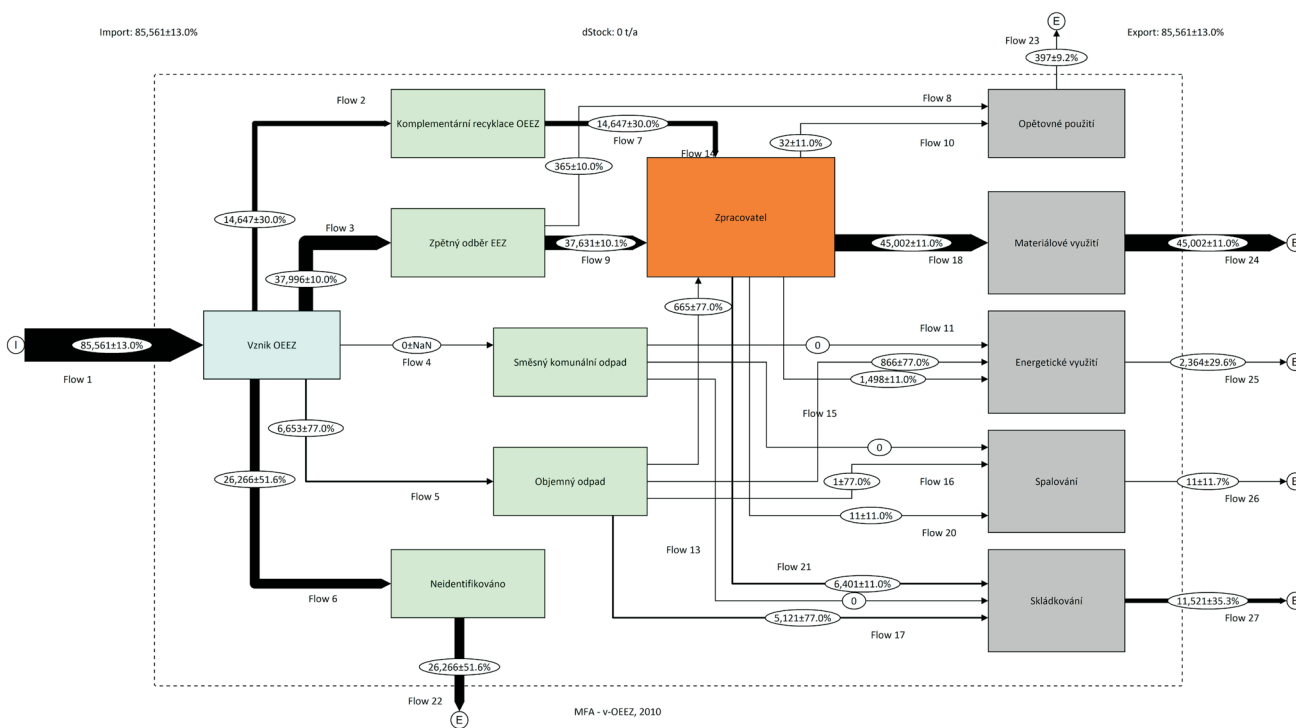 Import: 85,561±13.0%
dStock: 0 t/a
Export: 85,561±13.0%
E
Flow 23
397±9.2%
Flow 2
Flow 8
Komplementární recyklace OEEZ
14,647±30.0%
Flow 7
Opětovné použití
32±11.0%
Flow 10
Flow 14
365±10.0%
14,647±30.0%
Flow 3
Zpětný odběr EEZ
37,631±10.1%
Flow 9
Zpracovatel
45,002±11.0%
Flow 18
Materiálové využití
45,002±11.0%
E
Flow 24
37,996±10.0%
665±77.0%
I
85,561±13.0%
Flow 1
Vznik OEEZ
0±NaN
Flow 4
Směsný komunální odpad
0
Flow 11
866±77.0%
1,498±11.0%
Energetické využití
2,364±29.6%
E
Flow 25
Flow 15
6,653±77.0%
26,266±51.6%
Flow 5
Objemný odpad
0
1±77.0%
Flow 16
11±11.0%
Flow 20
Spalování
11±11.7%
E
Flow 26
Flow 13
Flow 21
Neidentifikováno
Flow 6
6,401±11.0%
0
5,121±77.0%
Flow 17
Skládkování
11,521±35.3%
E
Flow 27
26,266±51.6%
Flow 22
E
MFA - v-OEEZ, 2010